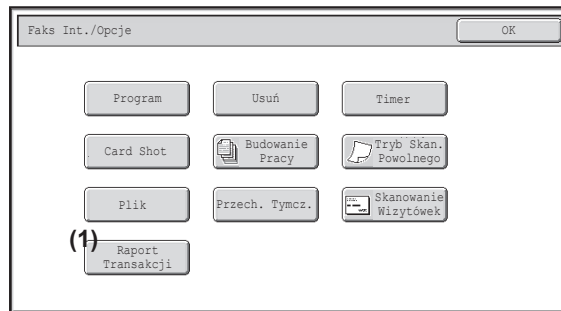 Faks Int./Opcje OK
Program Usuń Timer
Card Shot Budowanie Pracy Tryb Skan. Powolnego
Plik Przech. Tymcz. Skanowanie Wizytówek
(1)
Raport
Transakcji